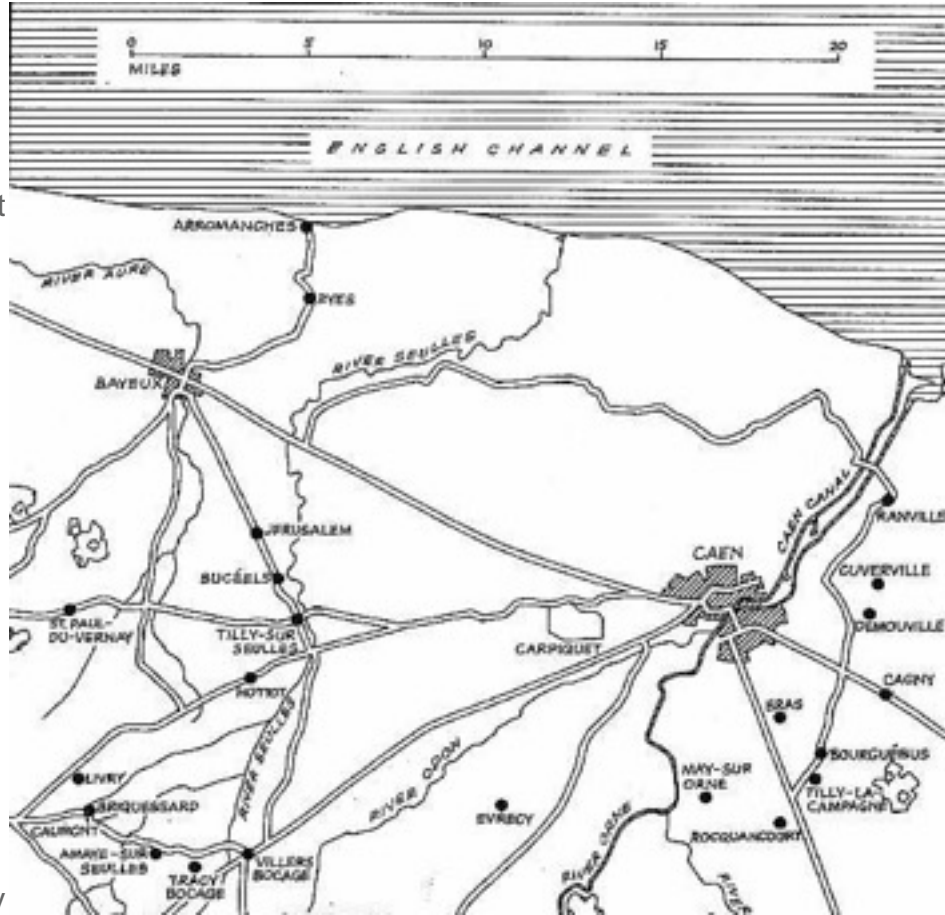 0 5 10 15 20
MILES
ENGLISH CHANNEL
ARROMANCHES
RIVER AURE
RYES
RIVER SEULLES
BAYEUX
CAEN CANAL
RANVILLE
JERUSALEM
CAEN
BUCÉELS
CUVERVILLE
ST. PAUL-
DU-VERNAY
TILLY-SUR
SEULLES
CARPIQUET
DEMOUVILLE
HOTTOT
CAGNY
BRAS
RIVER SEULLES
RIVER ODON
BOURGUÉBUS
LIVRY
MAY-SUR
ORNE
TILLY-LA-
CAMPAGNE
BRIQUESSARD
EVRECY
CAUMONT
ROCQUANCOURT
RIVER ORNE
AMAYE-SUR
SEULLES
TRACY
BOCAGE
VILLERS
BOCAGE
RIVER
t
y